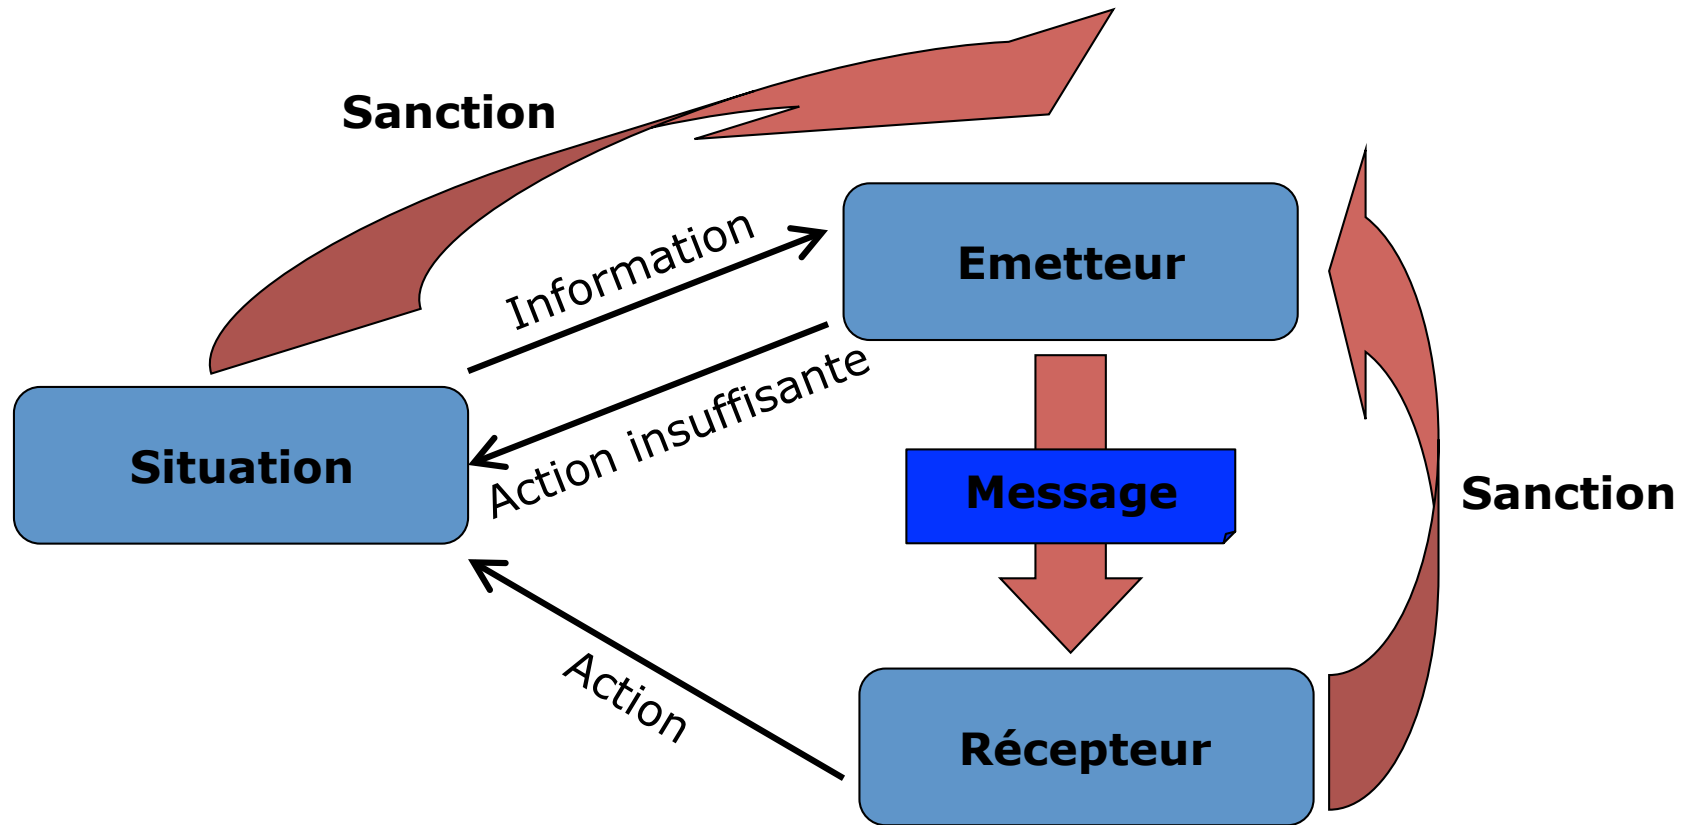 Sanction
Information
Emetteur
Action insuffisante
Situation
Message
Sanction
Action
Récepteur